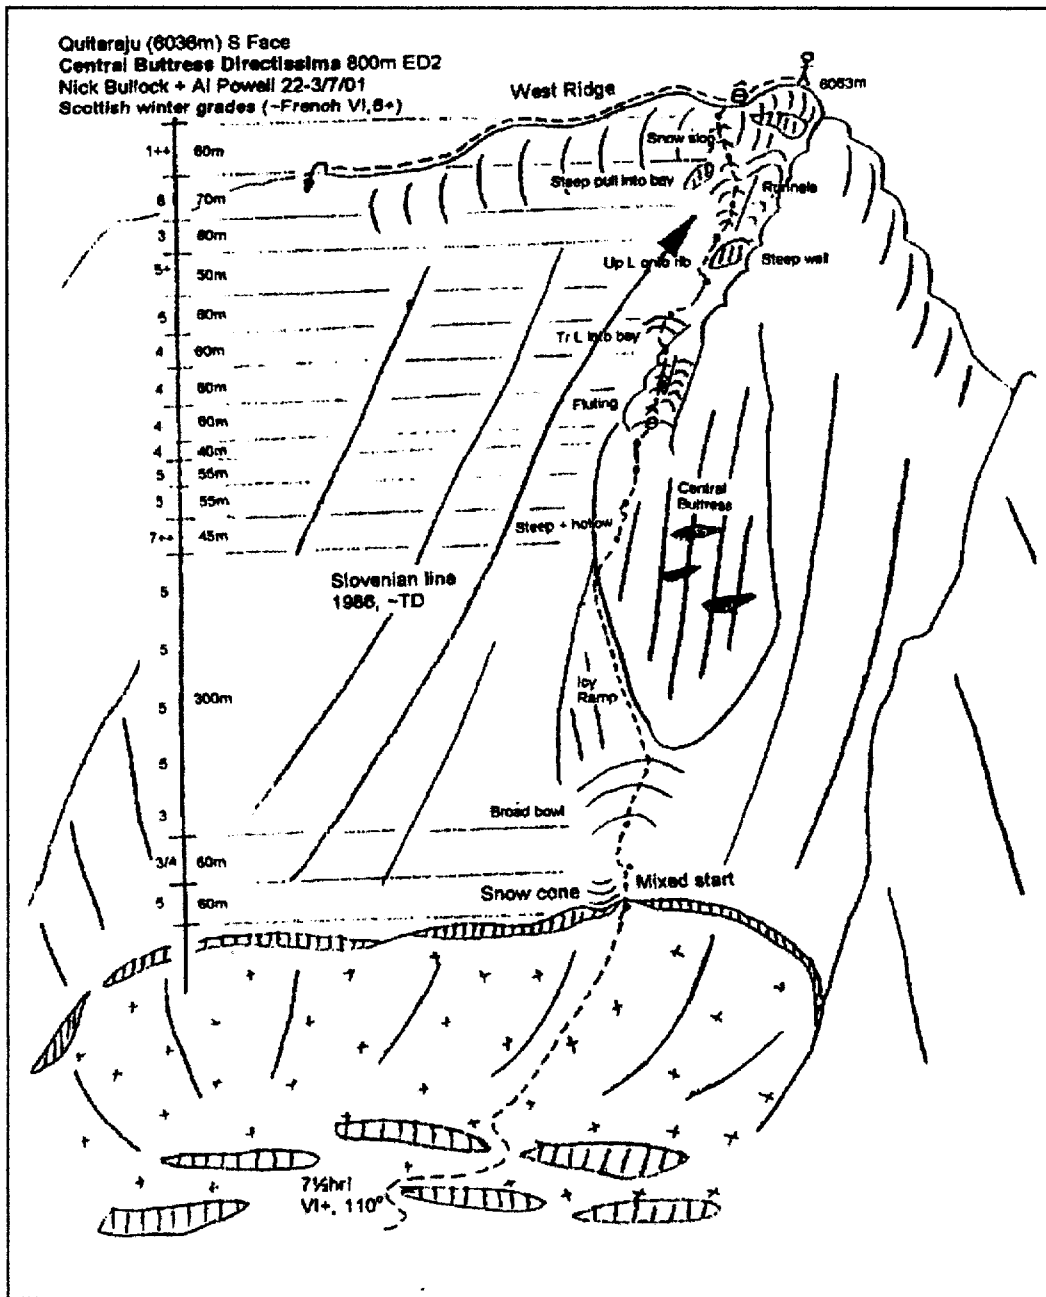 Quitaraju (6036m) S Face
Central Buttress Directissima 800m ED2
Nick Bullock + Al Powell 22-3/7/01
Scottish winter grades (~French VI,6+)
West Ridge
6053m
Snow slog
1++ 60m
Steep pull into bay
Runnels
6 70m
3 60m
Up L onto rib
Steep wall
5+ 50m
5 60m
Tr L into bay
4 60m
4 60m
Fluting
4 60m
4 40m
5 55m
Central
Buttress
5 55m
Steep + hollow
7++ 45m
Slovenian line
1986, ~TD
5
5
Icy
Ramp
5
300m
5
Broad bowl
3
3/4 60m
Snow cone
Mixed start
5 60m
7½hr!
VI+, 110°